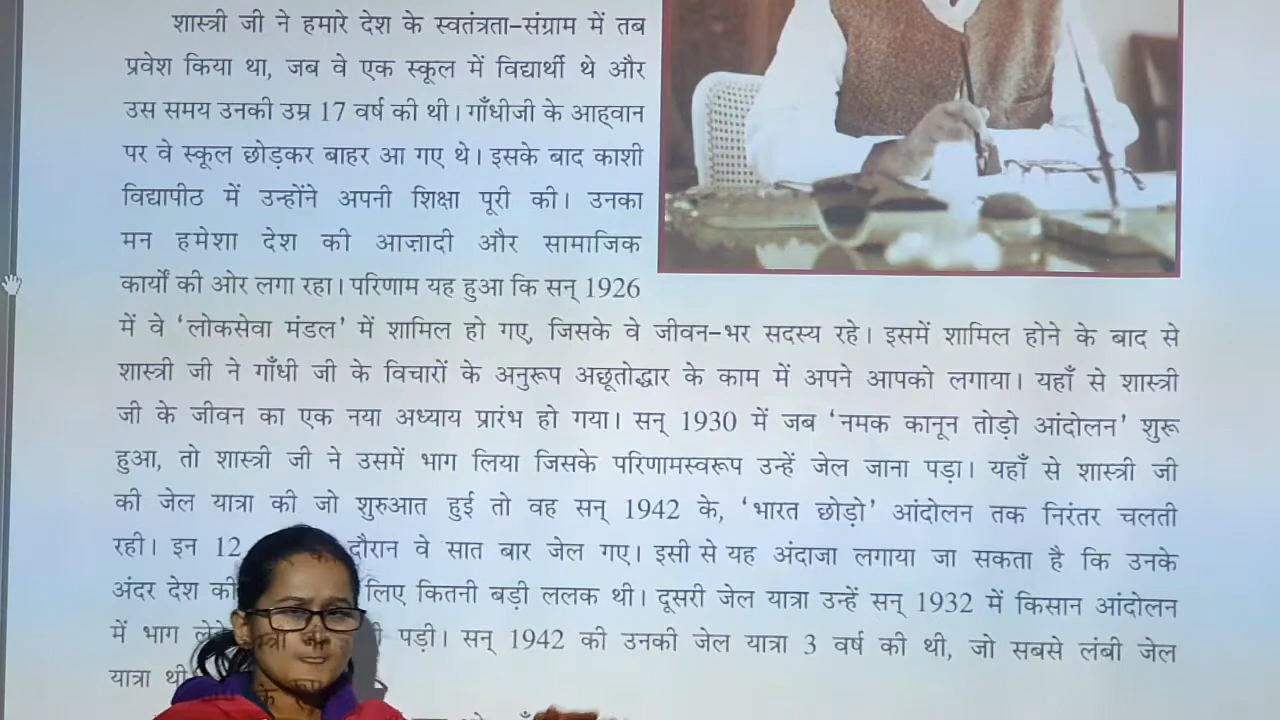 शास्त्री जी ने हमारे देश के स्वतंत्रता-संग्राम में तब
प्रवेश किया था, जब वे एक स्कूल में विद्यार्थी थे और
उस समय उनकी उम्र 17 वर्ष की थी। गाँधीजी के आह्वान
पर वे स्कूल छोड़कर बाहर आ गए थे। इसके बाद काशी
विद्यापीठ में उन्होंने अपनी शिक्षा पूरी की। उनका
मन हमेशा देश की आज़ादी और सामाजिक
कार्यों की ओर लगा रहा। परिणाम यह हुआ कि सन् 1926
में वे ‘लोकसेवा मंडल’ में शामिल हो गए, जिसके वे जीवन-भर सदस्य रहे। इसमें शामिल होने के बाद से
शास्त्री जी ने गाँधी जी के विचारों के अनुरूप अछूतोद्धार के काम में अपने आपको लगाया। यहाँ से शास्त्री
जी के जीवन का एक नया अध्याय प्रारंभ हो गया। सन् 1930 में जब ‘नमक कानून तोड़ो आंदोलन’ शुरू
हुआ, तो शास्त्री जी ने उसमें भाग लिया जिसके परिणामस्वरूप उन्हें जेल जाना पड़ा। यहाँ से शास्त्री जी
की जेल यात्रा की जो शुरुआत हुई तो वह सन् 1942 के, ‘भारत छोड़ो’ आंदोलन तक निरंतर चलती
रही। इन 12 दौरान वे सात बार जेल गए। इसी से यह अंदाजा लगाया जा सकता है कि उनके
अंदर देश की लिए कितनी बड़ी ललक थी। दूसरी जेल यात्रा उन्हें सन् 1932 में किसान आंदोलन
में भाग पड़ी। सन् 1942 की उनकी जेल यात्रा 3 वर्ष की थी, जो सबसे लंबी जेल
यात्रा थी